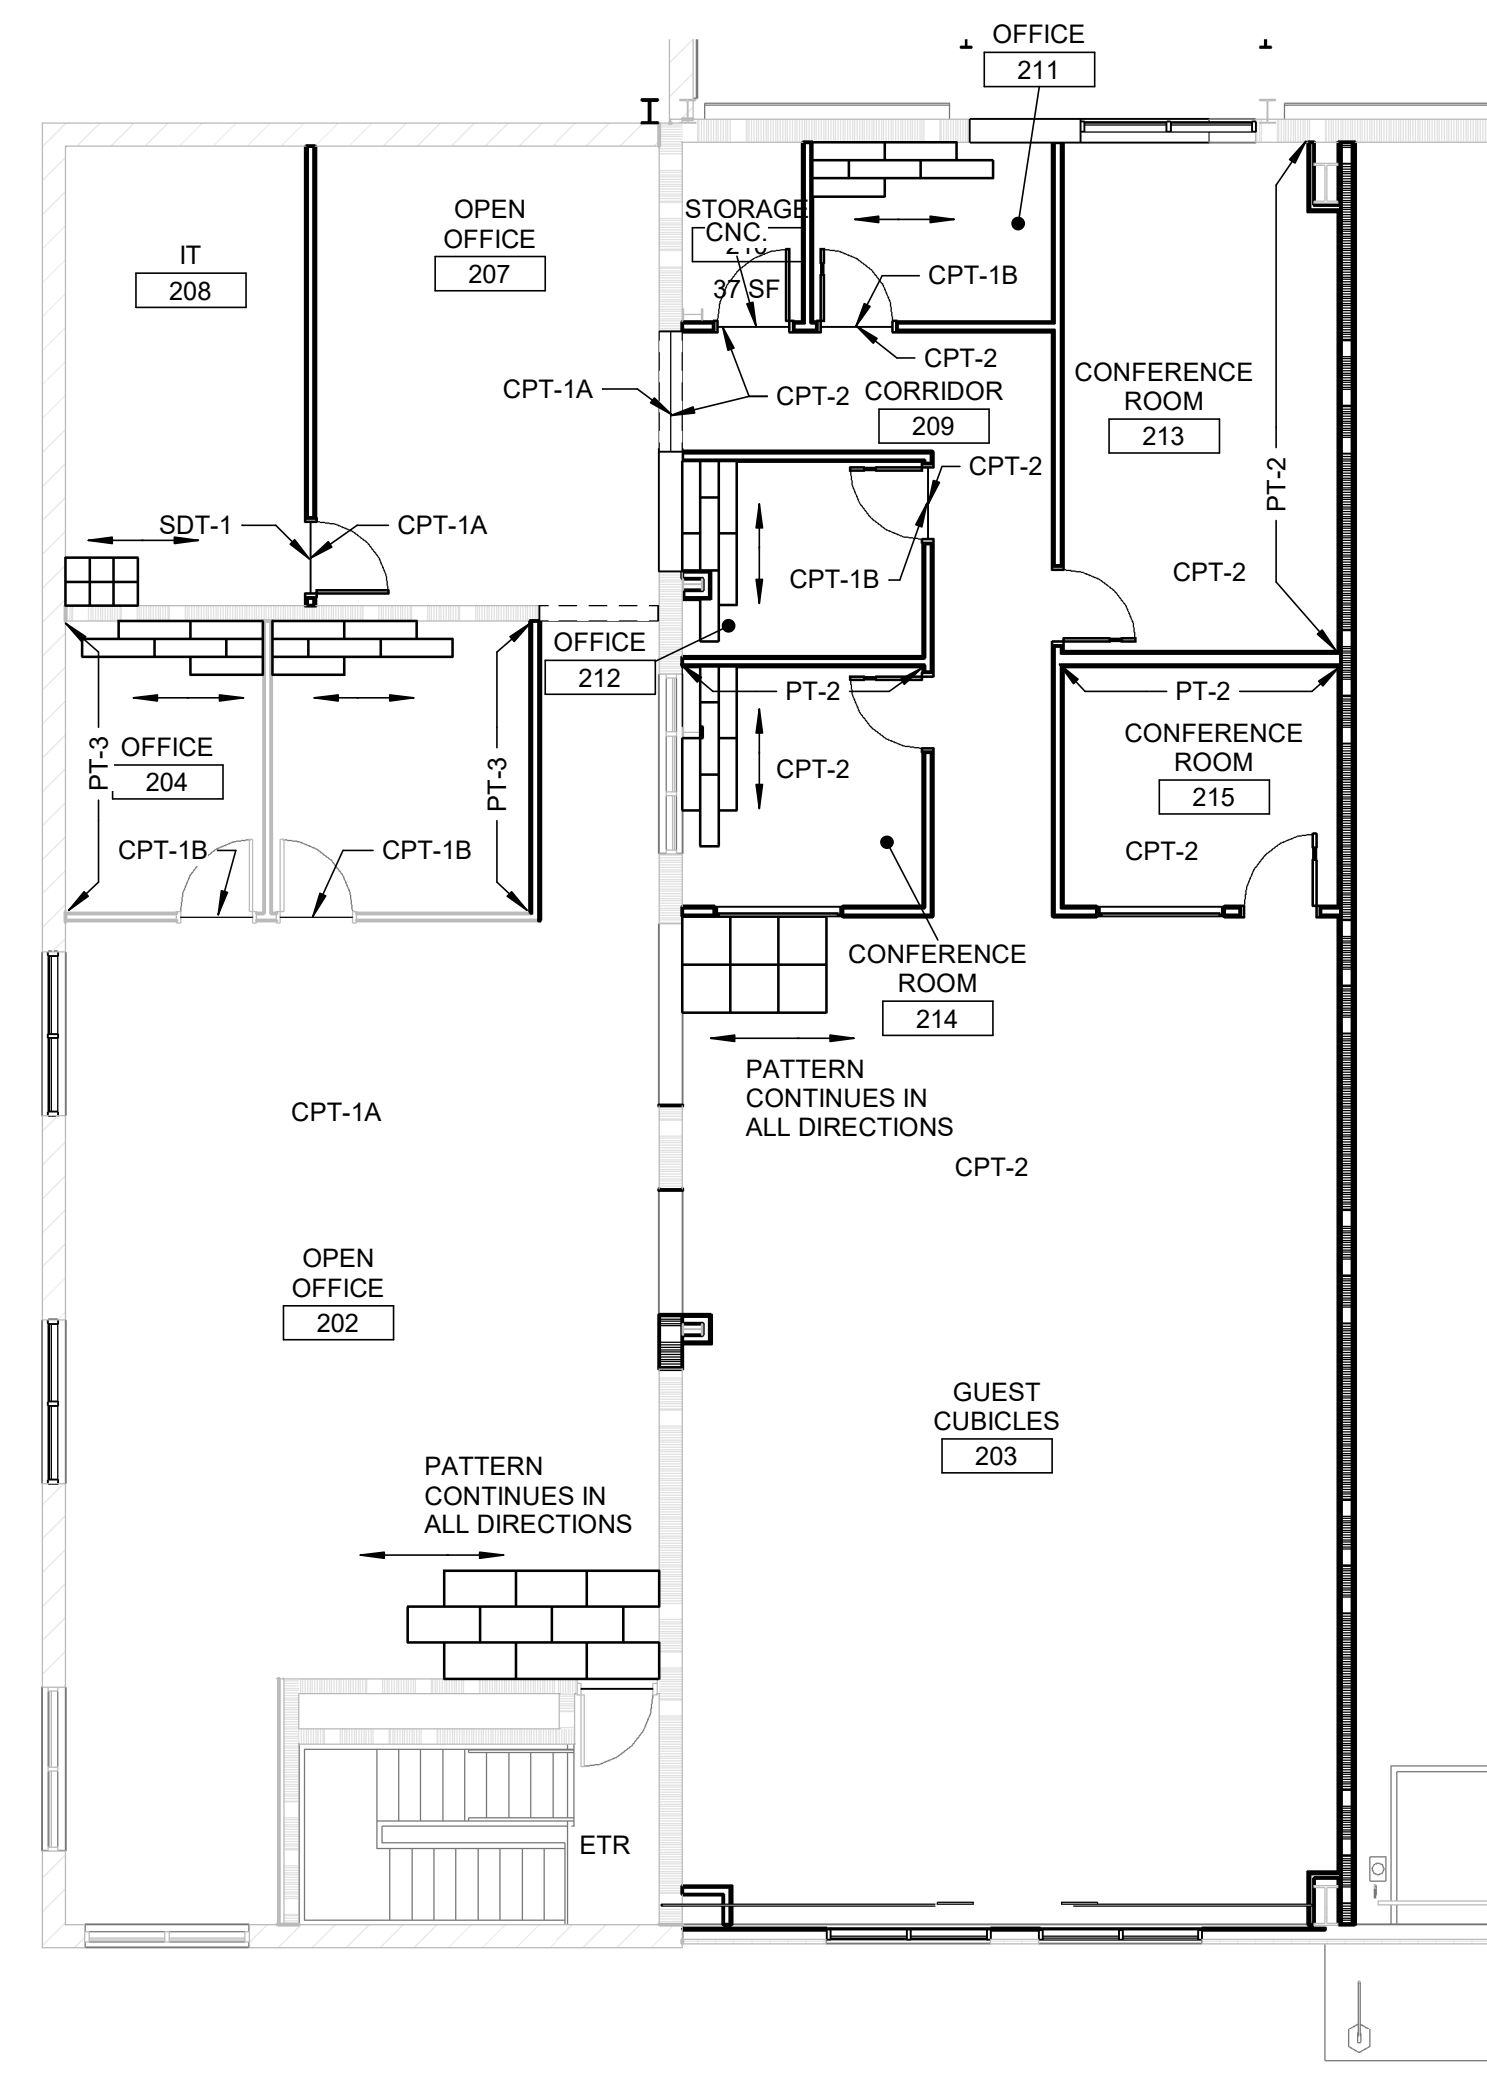 OFFICE
211
OPEN
OFFICE
207
IT
208
STORAGE
CNC.
37 SF
CPT-1B
CPT-2
CPT-1A
CPT-2
CORRIDOR
209
CONFERENCE
ROOM
213
PT-2
CPT-2
SDT-1
CPT-1A
CPT-2
CPT-1B
OFFICE
212
PT-2
PT-2
PT-3
OFFICE
204
PT-3
CPT-2
CONFERENCE
ROOM
215
CPT-1B
CPT-1B
CPT-2
CONFERENCE
ROOM
214
PATTERN
CONTINUES IN
ALL DIRECTIONS
CPT-1A
CPT-2
OPEN
OFFICE
202
GUEST
CUBICLES
203
PATTERN
CONTINUES IN
ALL DIRECTIONS
ETR